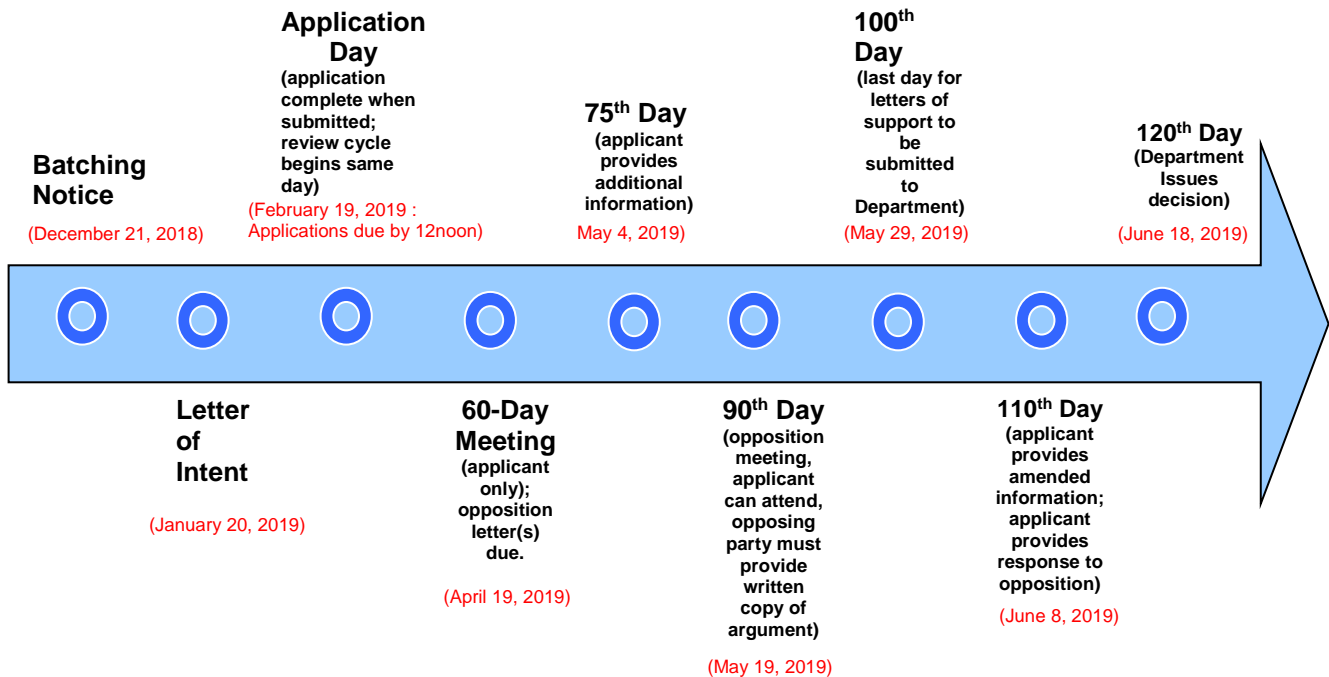 Batching
Notice
(December 21, 2018)
Letter
of
Intent
(January 20, 2019)
Application
Day
(application
complete when
submitted;
review cycle
begins same
day)
(February 19, 2019 :
Applications due by 12noon)
60-Day
Meeting
(applicant
only);
opposition
letter(s)
due.
(April 19, 2019)
75th Day
(applicant
provides
additional
information)
May 4, 2019)
90th Day
(opposition
meeting,
applicant
can attend,
opposing
party must
provide
written
copy of
argument)
(May 19, 2019)
100th
Day
(last day for
letters of
support to
be
submitted
to
Department)
(May 29, 2019)
110th Day
(applicant
provides
amended
information;
applicant
provides
response to
opposition)
(June 8, 2019)
120th Day
(Department
Issues
decision)
(June 18, 2019)